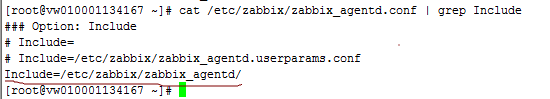 [root@vw010001134167 ~]# cat /etc/zabbix/zabbix_agentd.conf | grep Include
### Option: Include
# Include=
# Include=/etc/zabbix/zabbix_agentd.userparams.conf
Include=/etc/zabbix/zabbix_agentd/
[root@vw010001134167 ~]#